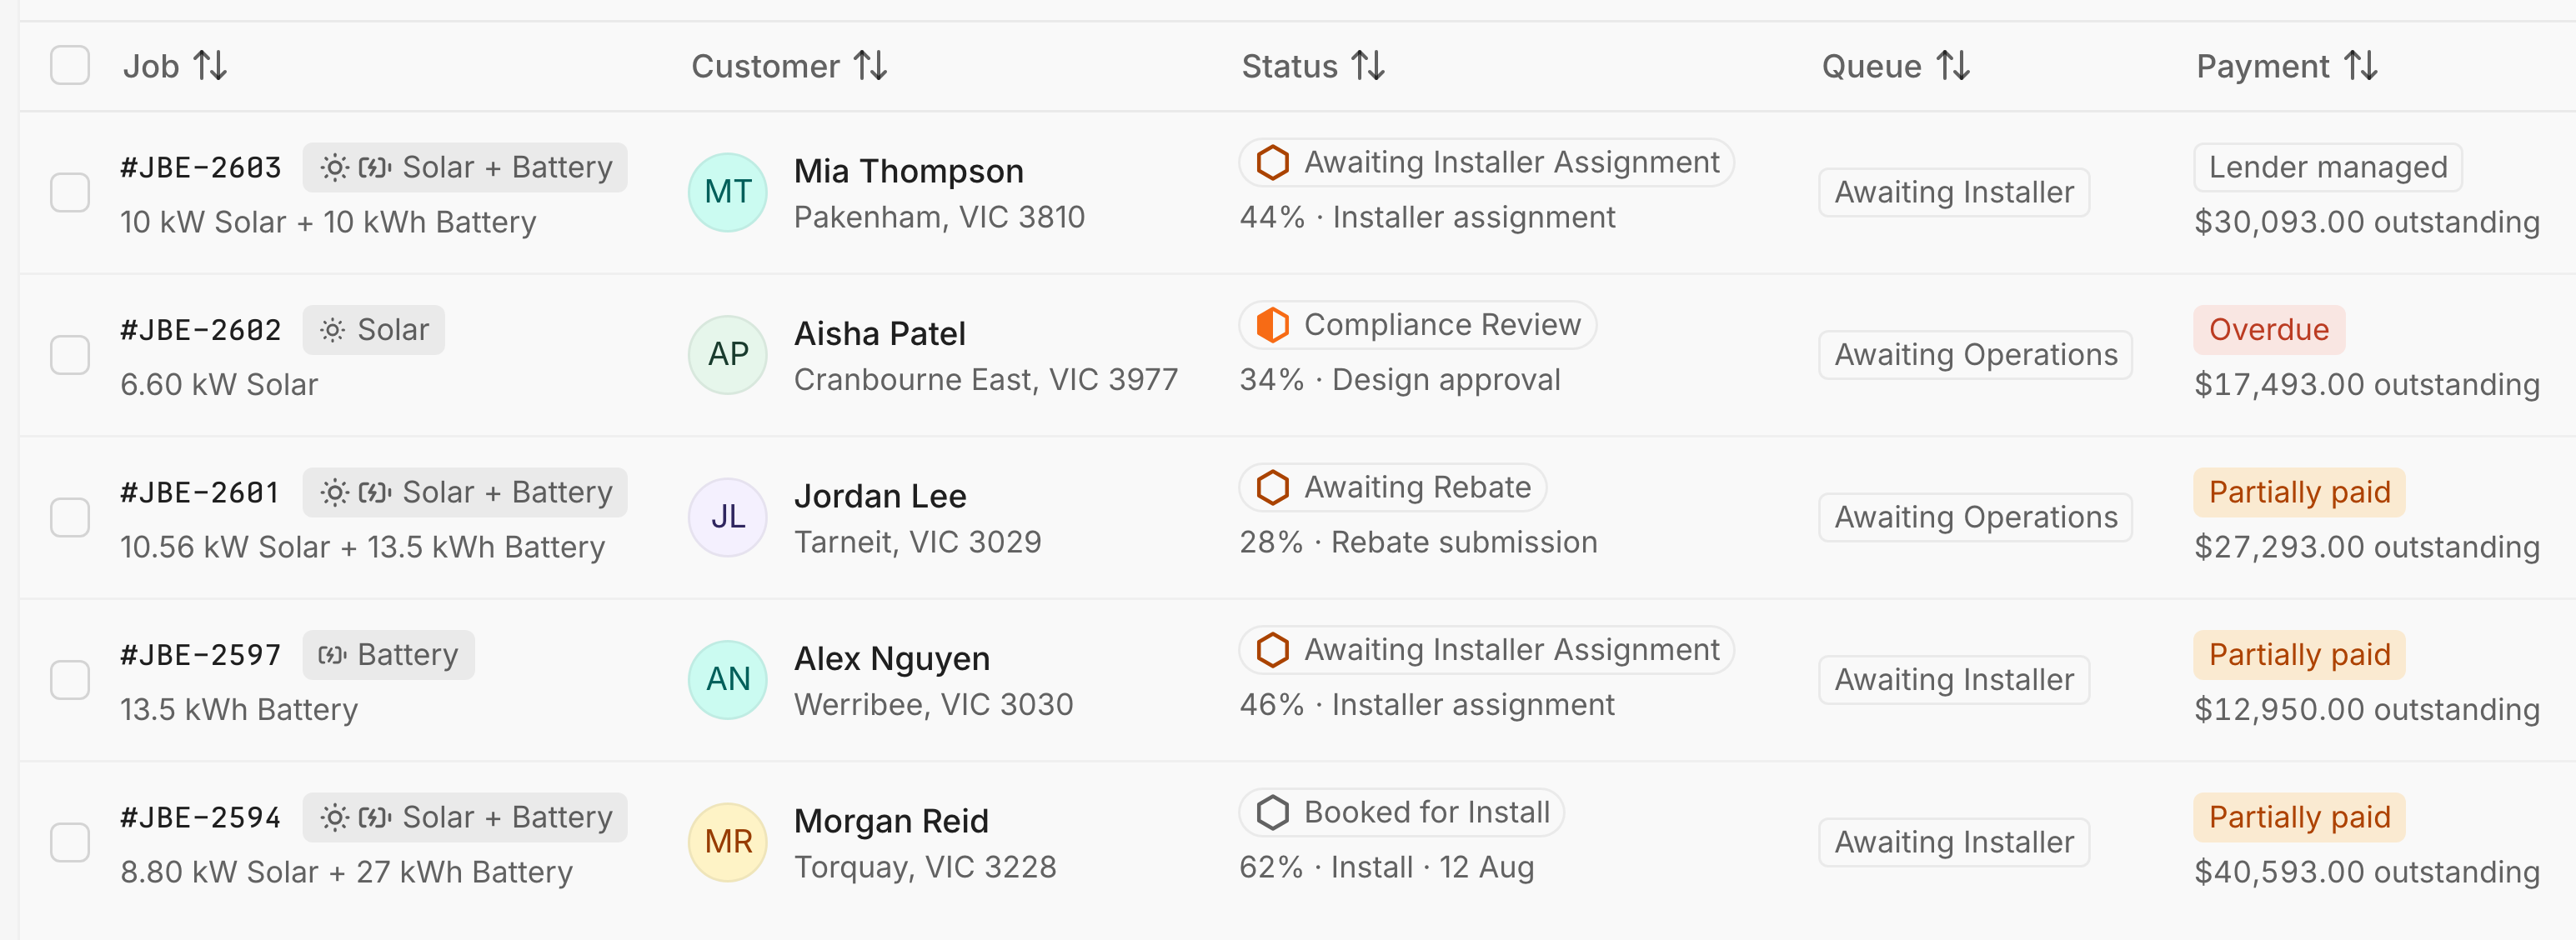 Job Customer Status Queue Payment
#JBE-2603 Solar + Battery
10 kW Solar + 10 kWh Battery
MT
Mia Thompson
Pakenham, VIC 3810
Awaiting Installer Assignment
44% · Installer assignment
Awaiting Installer
Lender managed
$30,093.00 outstanding
#JBE-2602 Solar
6.60 kW Solar
AP
Aisha Patel
Cranbourne East, VIC 3977
Compliance Review
34% · Design approval
Awaiting Operations
Overdue
$17,493.00 outstanding
#JBE-2601 Solar + Battery
10.56 kW Solar + 13.5 kWh Battery
JL
Jordan Lee
Tarneit, VIC 3029
Awaiting Rebate
28% · Rebate submission
Awaiting Operations
Partially paid
$27,293.00 outstanding
#JBE-2597 Battery
13.5 kWh Battery
AN
Alex Nguyen
Werribee, VIC 3030
Awaiting Installer Assignment
46% · Installer assignment
Awaiting Installer
Partially paid
$12,950.00 outstanding
#JBE-2594 Solar + Battery
8.80 kW Solar + 27 kWh Battery
MR
Morgan Reid
Torquay, VIC 3228
Booked for Install
62% · Install · 12 Aug
Awaiting Installer
Partially paid
$40,593.00 outstanding